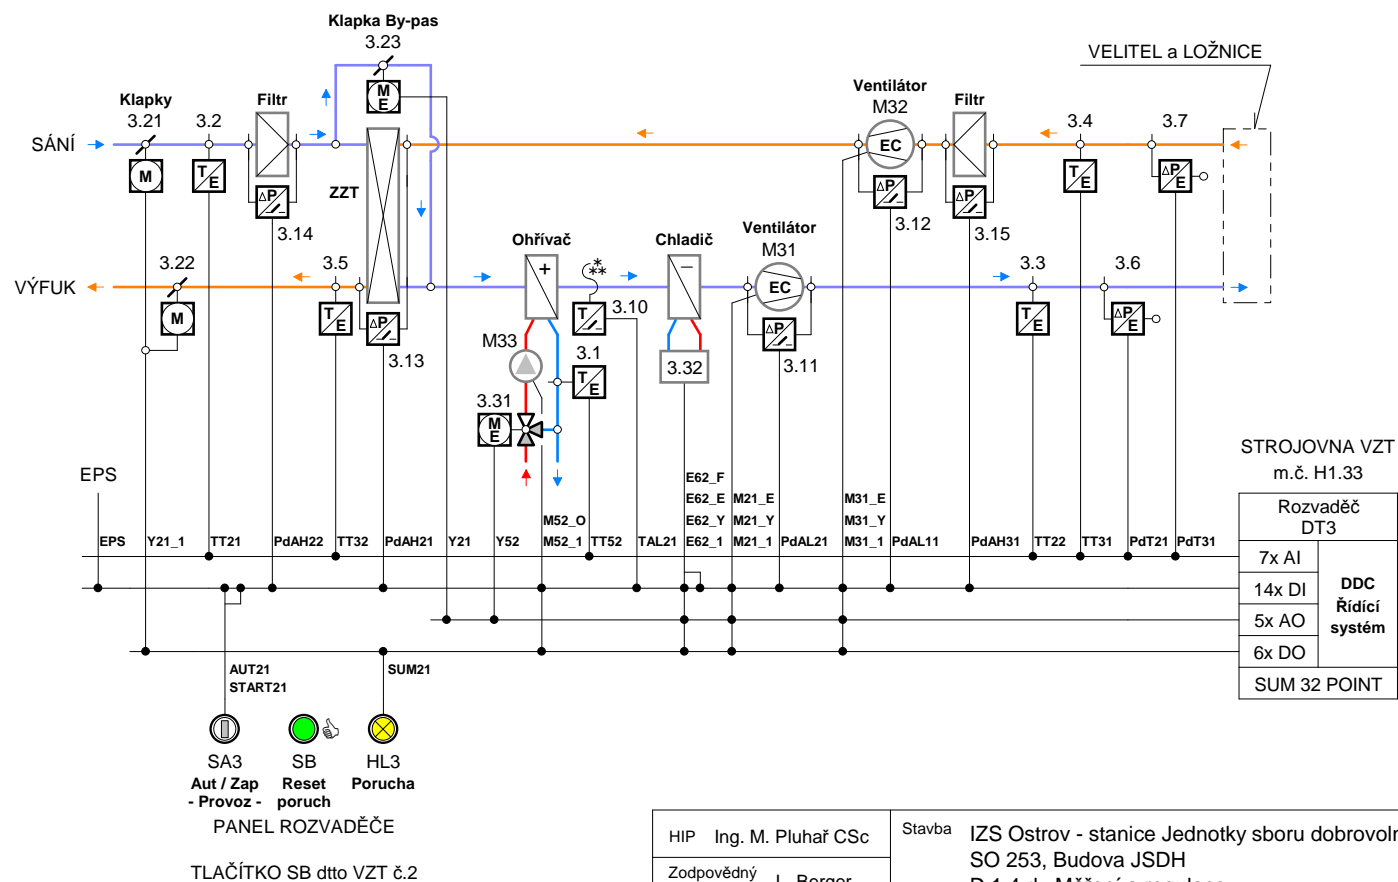 Klapka By-pas
3.23
VELITEL a LOŽNICE
Klapky
3.21
3.2
Filtr
M
E
Ventilátor
M32
Filtr
3.4
3.7
SÁNÍ
EC
M
T
E
ZZT
ΔP
3.14
ΔP
3.12
ΔP
3.15
T
E
ΔP
E
Ohřívač
Chladič
Ventilátor
M31
VÝFUK
3.22
3.5
+
−
EC
3.3
3.6
M
T
E
ΔP
3.13
T
3.10
ΔP
3.11
T
E
ΔP
E
M33
3.1
T
E
3.32
3.31
M
E
STROJOVNA VZT
m.č. H1.33
EPS
E62_F
E62_E M21_E M31_E
M52_O E62_Y M21_Y M31_Y
EPS Y21_1 TT21 PdAH22 TT32 PdAH21 Y21 Y52 M52_1 TT52 TAL21 E62_1 M21_1 PdAL21 M31_1 PdAL11 PdAH31 TT22 TT31 PdT21 PdT31
Rozvaděč
DT3
7x AI
14x DI
5x AO
6x DO
DDC
Řídící
systém
SUM 32 POINT
AUT21
START21
SUM21
SA3
Aut / Zap
- Provoz -
SB
Reset
poruch
HL3
Porucha
PANEL ROZVADĚČE
TLAČÍTKO SB dtto VZT č.2
HIP Ing. M. Pluhař CSc
Zodpovědný
Stavba IZS Ostrov - stanice Jednotky sboru dobrovoln
SO 253, Budova JSDH